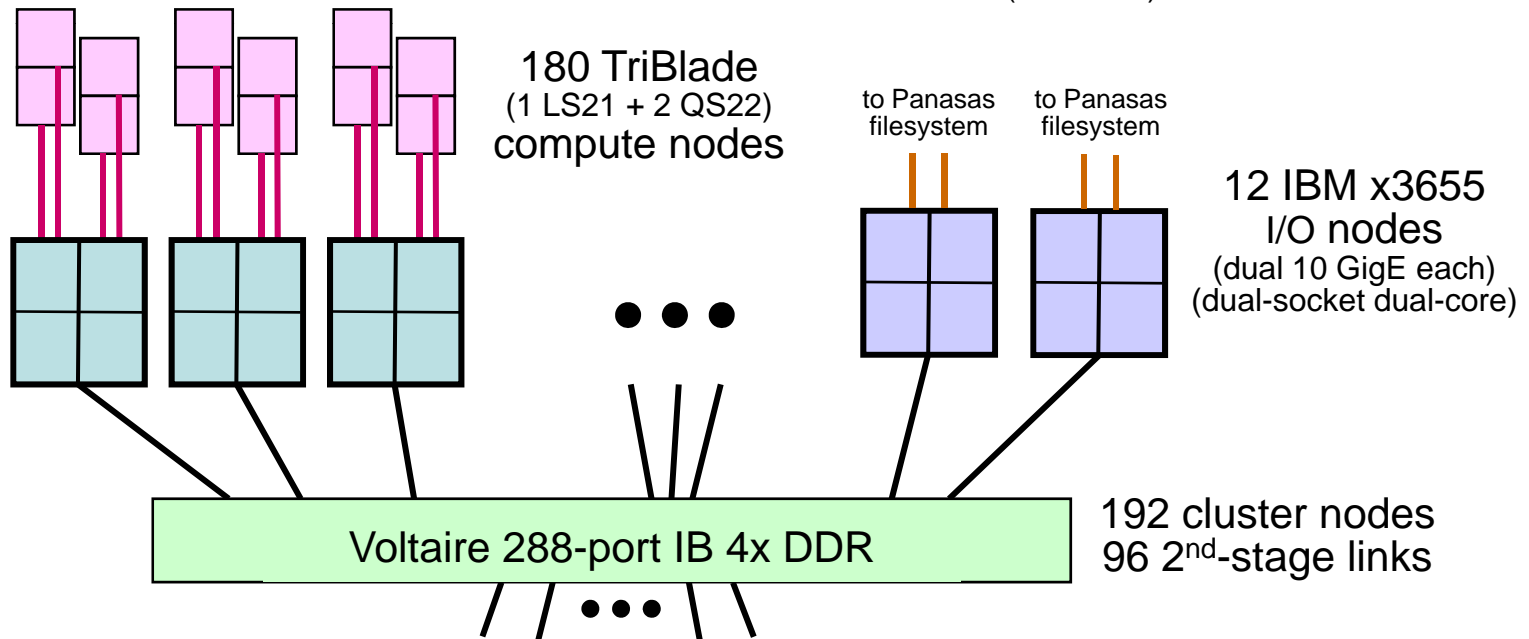 180 TriBlade
(1 LS21 + 2 QS22)
compute nodes
to Panasas
filesystem
to Panasas
filesystem
12 IBM x3655
I/O nodes
(dual 10 GigE each)
(dual-socket dual-core)
Voltaire 288-port IB 4x DDR
192 cluster nodes
96 2nd-stage links